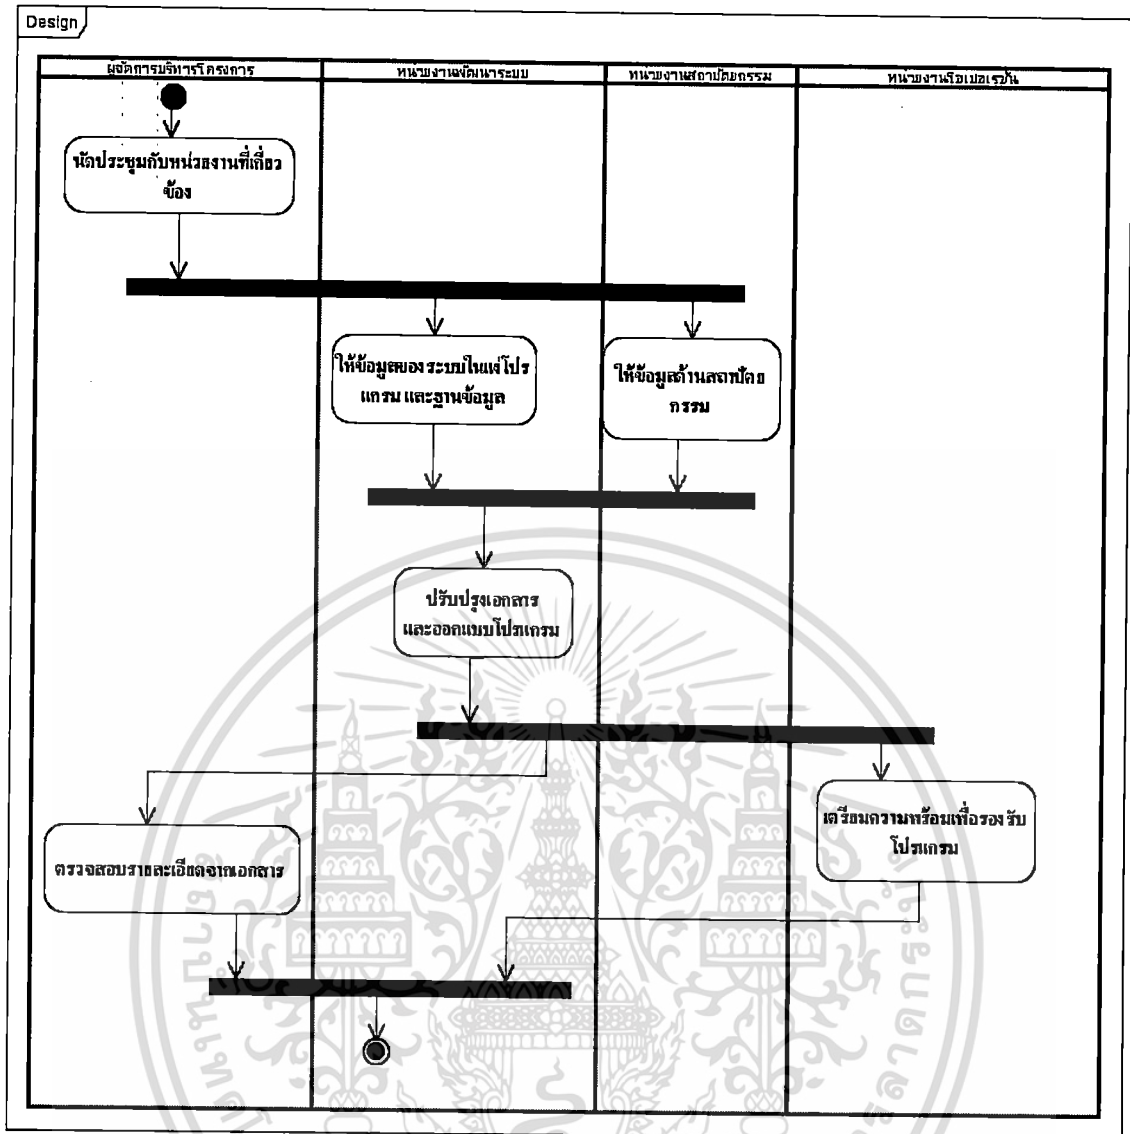 Design
ผู้จัดการบริหารโครงการ
หน่วยงานพัฒนาระบบ
หน่วยงานสถาปัตยกรรม
หน่วยงานโอเปอเรชัน
นัดประชุมกับหน่วยงานที่เกี่ยว
ข้อง
ให้ข้อมูลของระบบในแง่โปร
แกรม และฐานข้อมูล
ให้ข้อมูลด้านสถาปัตย
กรรม
ปรับปรุงเอกสาร
และออกแบบโปรแกรม
เตรียมความพร้อมเพื่อรองรับ
โปรแกรม
ตรวจสอบรายละเอียดจากเอกสาร